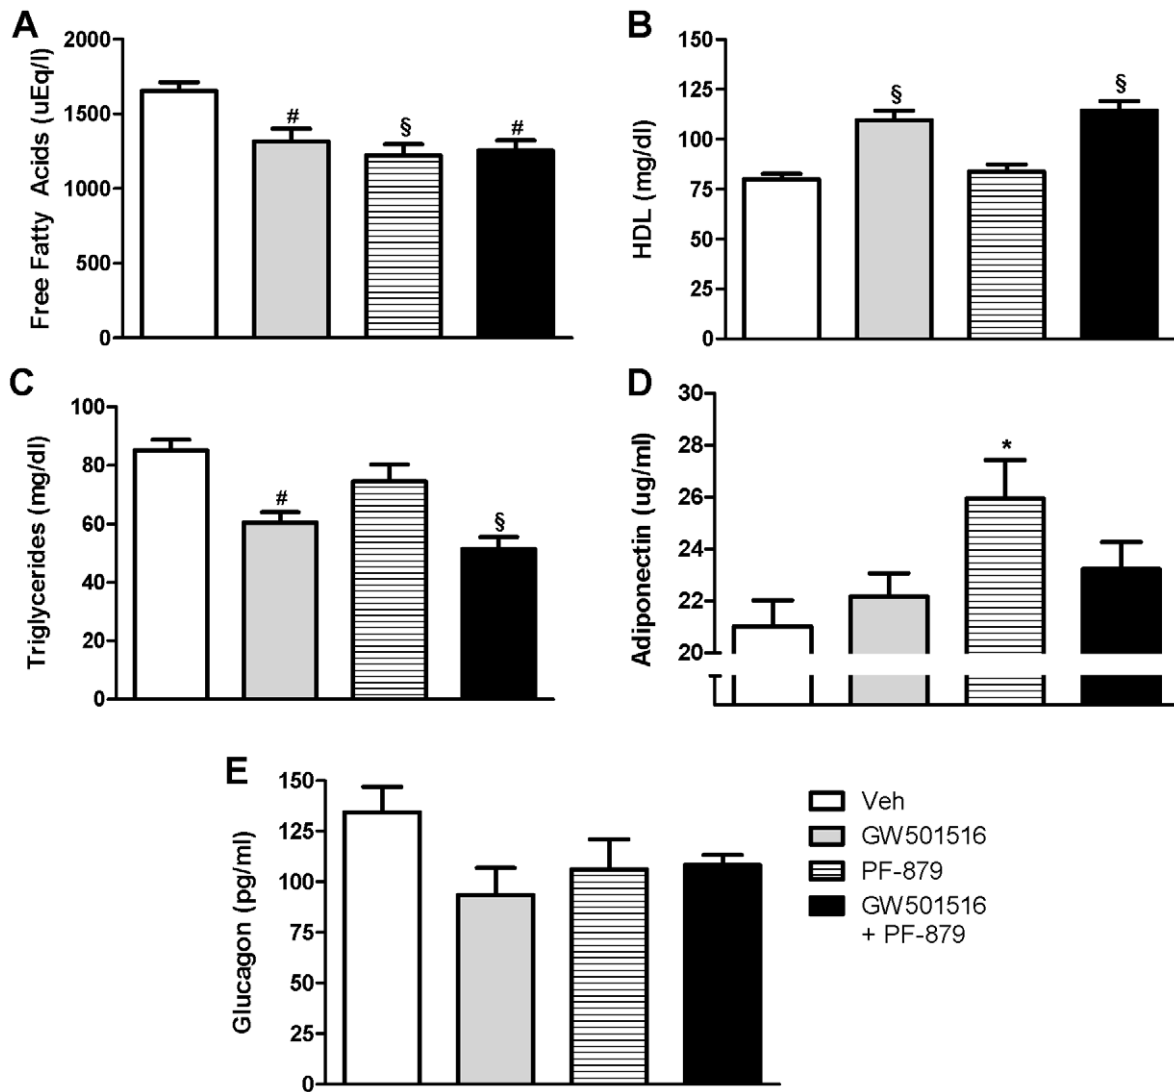 A
Free Fatty Acids (uEq/l)
2000
1500
1000
500
0
#
§
#
B
HDL (mg/dl)
150
125
100
75
50
25
0
§
§
C
Triglycerides (mg/dl)
100
80
60
40
20
0
#
§
D
Adiponectin (ug/ml)
30
28
26
24
22
20
*
E
Glucagon (pg/ml)
150
125
100
75
50
25
0
Veh
GW501516
PF-879
GW501516
+ PF-879